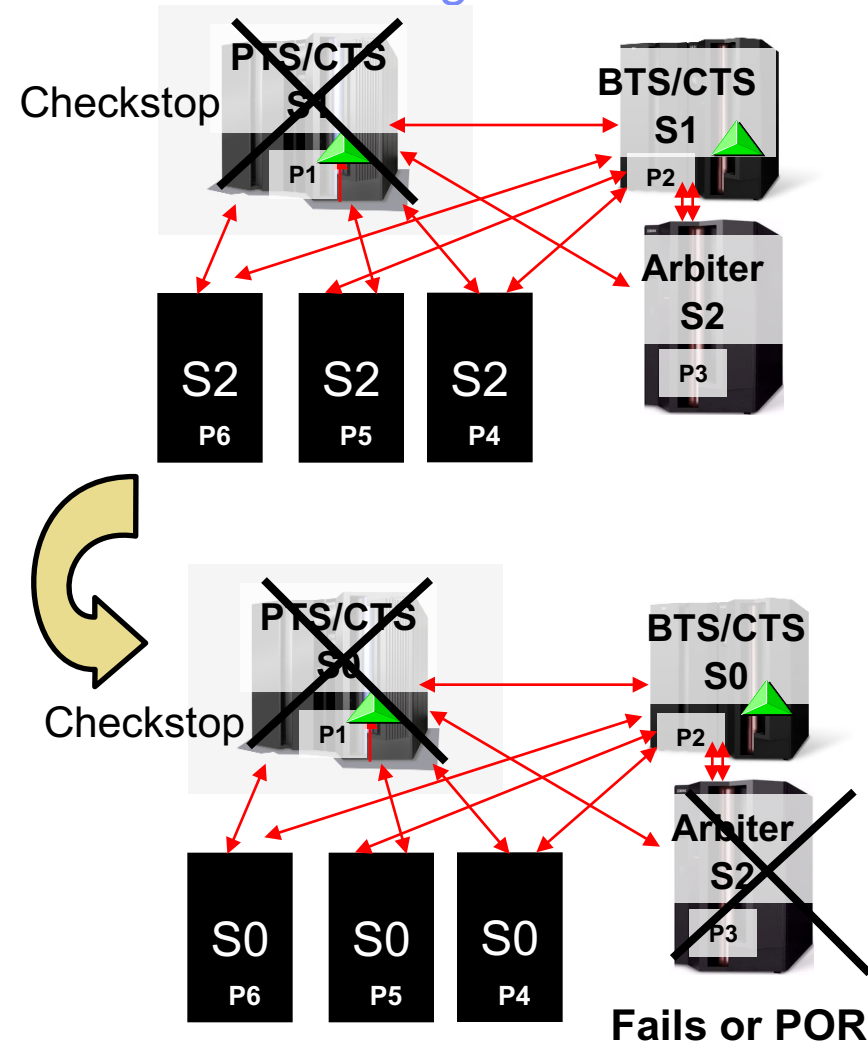 g
PTS/CTS
S1
Checkstop
P1
BTS/CTS
S1
P2
Arbiter
S2
P3
S2
P6
S2
P5
S2
P4
PTS/CTS
S0
Checkstop
P1
BTS/CTS
S0
P2
Arbiter
S2
P3
S0
P6
S0
P5
S0
P4
Fails or POR